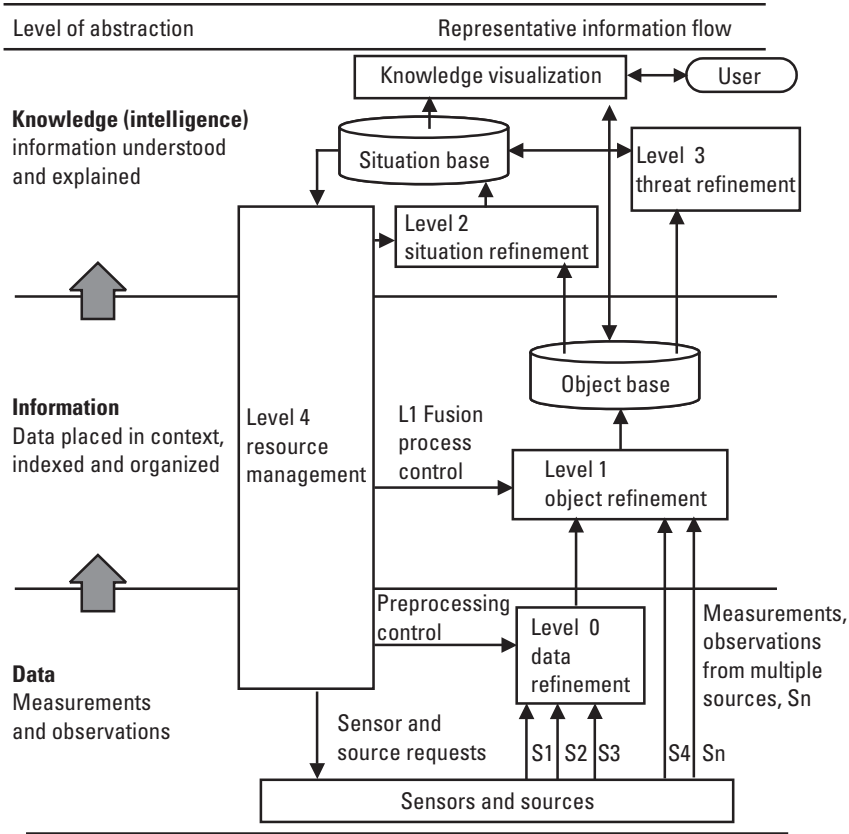 Level of abstraction
Representative information flow
Knowledge visualization
User
Knowledge (intelligence)
information understood
and explained
Situation base
Level 3
threat refinement
Level 2
situation refinement
Object base
Information
Data placed in context,
indexed and organized
Level 4
resource
management
L1 Fusion
process
control
Level 1
object refinement
Preprocessing
control
Level 0
data
refinement
Measurements,
observations
from multiple
sources, Sn
Data
Measurements
and observations
Sensor and
source requests
S1
S2
S3
S4
Sn
Sensors and sources